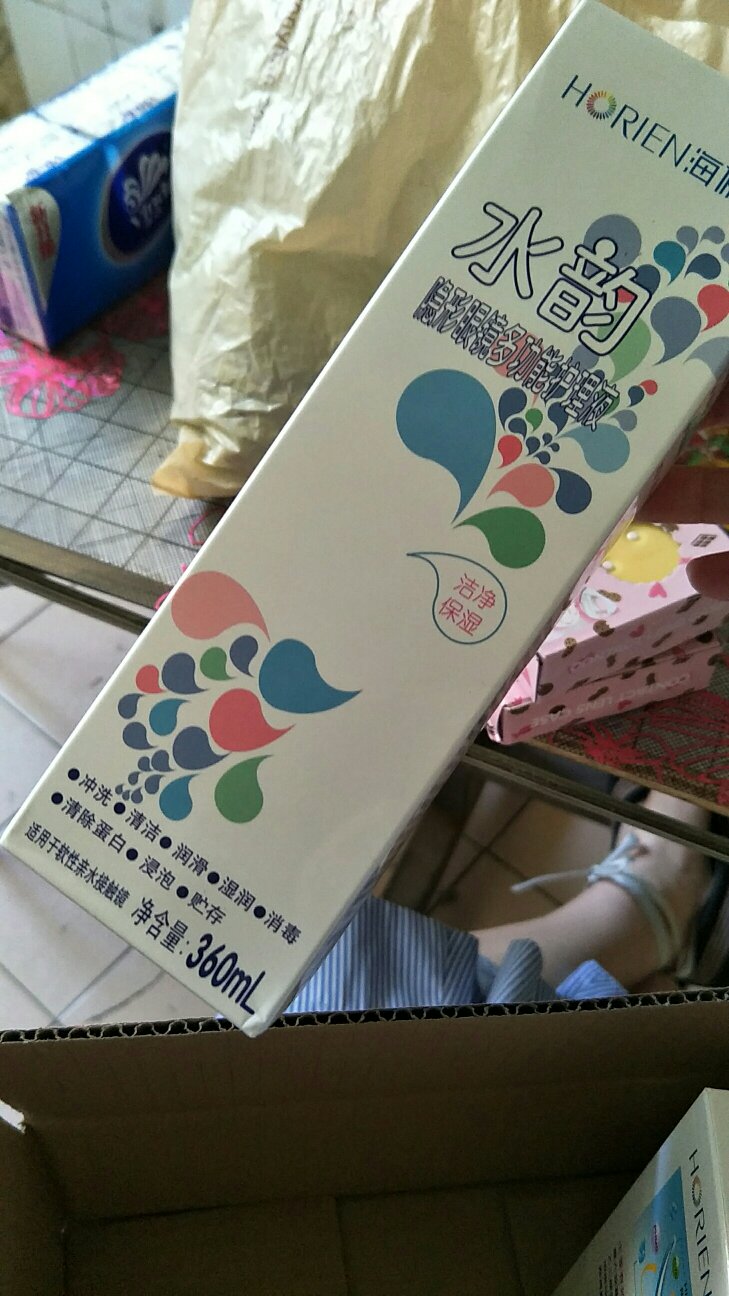 HORIEN海
水韵
隐形眼镜多功能护理液
洁净
保湿
●冲洗●清洁●润滑●湿润●消毒
●清除蛋白●浸泡●贮存
适用于软性亲水接触镜
净含量:360mL
HORIEN